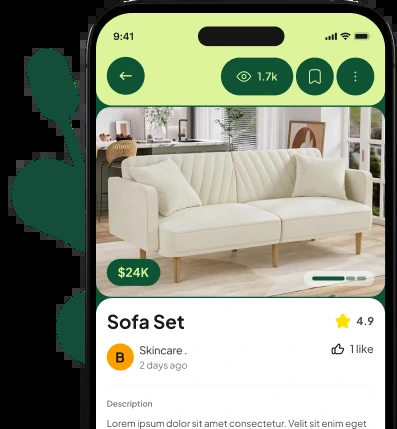 9:41
1.7k
$24K
Sofa Set
4.9
B
Skincare .
1 like
2 days ago
Description
Lorem ipsum dolor sit amet consectetur. Velit sit enim eget